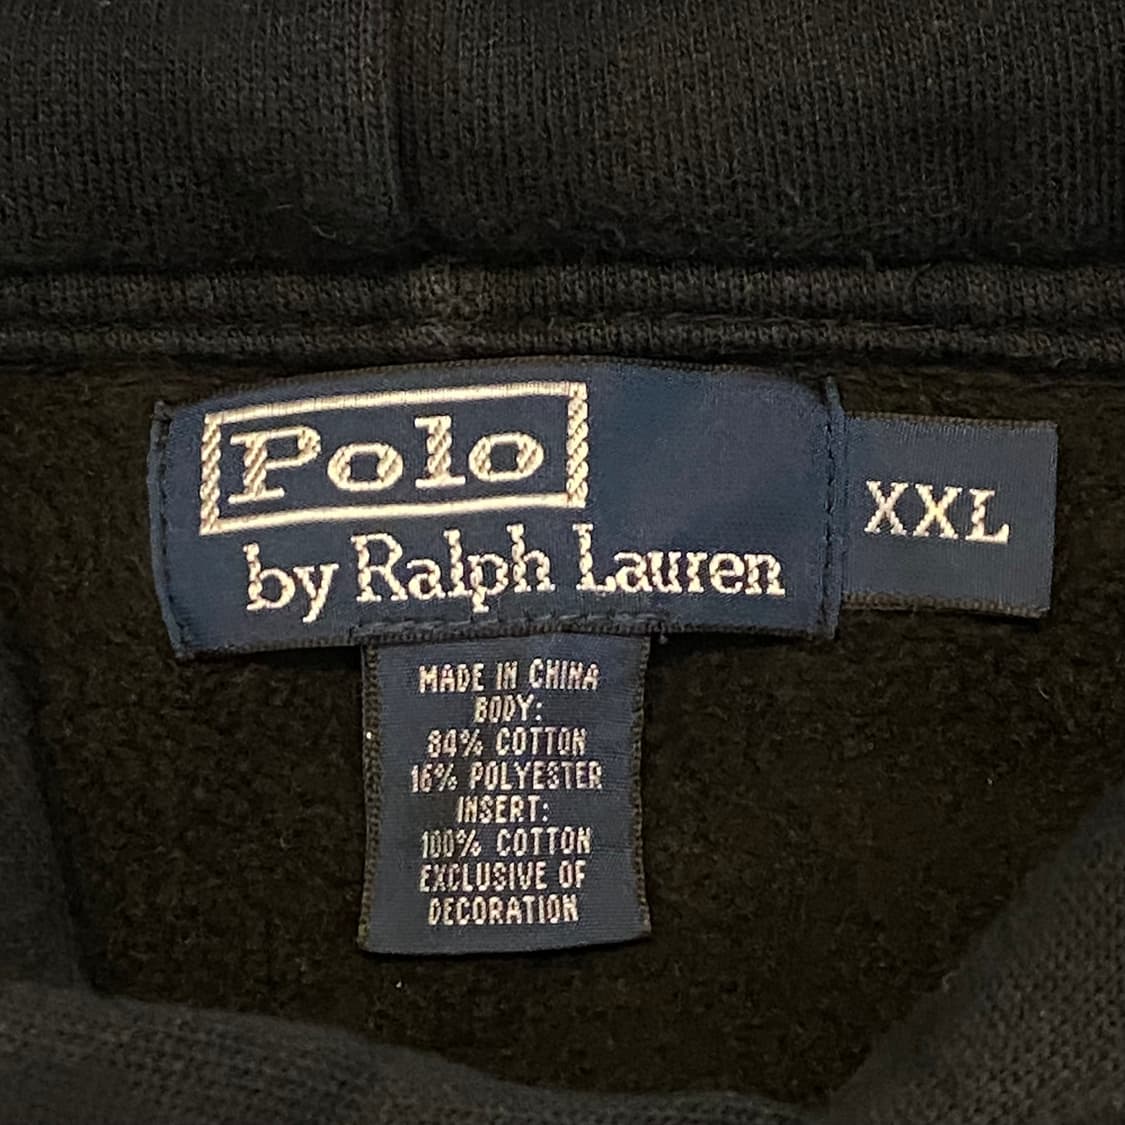 Polo
by Ralph Lauren
XXL
MADE IN CHINA
BODY:
84% COTTON
16% POLYESTER
INSERT:
100% COTTON
EXCLUSIVE OF
DECORATION